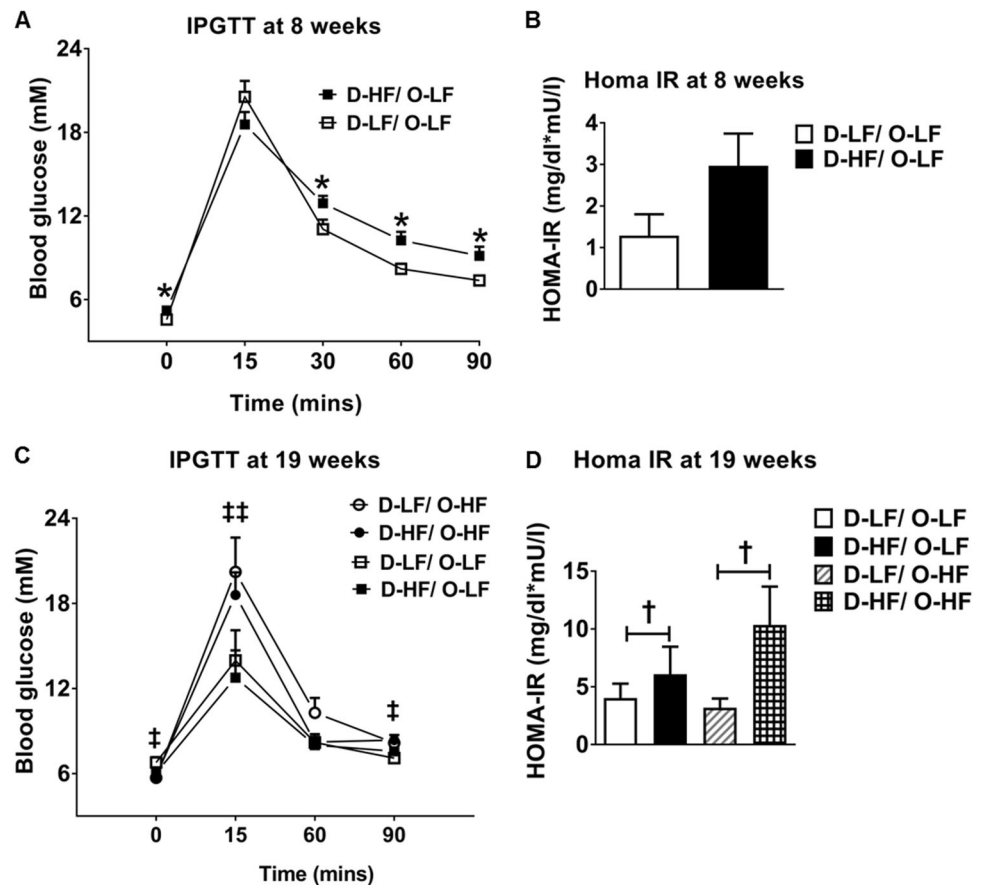 A
IPGTT at 8 weeks
Blood glucose (mM)
24
18
12
6
D-HF/ O-LF
D-LF/ O-LF
*
*
*
*
0 15 30 60 90
Time (mins)
B
Homa IR at 8 weeks
HOMA-IR (mg/dl*mU/l)
4
3
2
1
0
D-LF/ O-LF
D-HF/ O-LF
C
IPGTT at 19 weeks
Blood glucose (mM)
24
18
12
6
D-LF/ O-HF
D-HF/ O-HF
D-LF/ O-LF
D-HF/ O-LF
‡
‡‡
‡
0 15 60 90
Time (mins)
D
Homa IR at 19 weeks
HOMA-IR (mg/dl*mU/l)
15
10
5
0
†
†
D-LF/ O-LF
D-HF/ O-LF
D-LF/ O-HF
D-HF/ O-HF